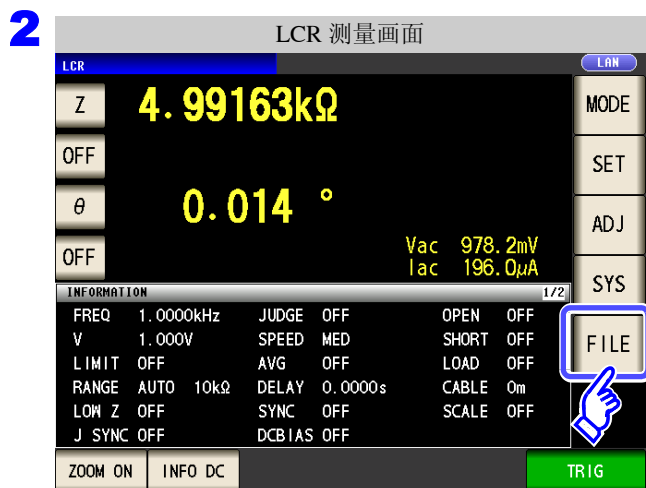 2
LCR 测量画面
LCR
LAN
Z 4.99163kΩ
MODE
OFF
SET
θ 0.014 °
ADJ
OFF
Vac 978.2mV
Iac 196.0μA
SYS
INFORMATION 1/2
FREQ 1.0000kHz JUDGE OFF OPEN OFF
V 1.000V SPEED MED SHORT OFF
FILE
LIMIT OFF AVG OFF LOAD OFF
RANGE AUTO 10kΩ DELAY 0.0000s CABLE 0m
LOW Z OFF SYNC OFF SCALE OFF
J SYNC OFF DCBIAS OFF
ZOOM ON INFO DC TRIG